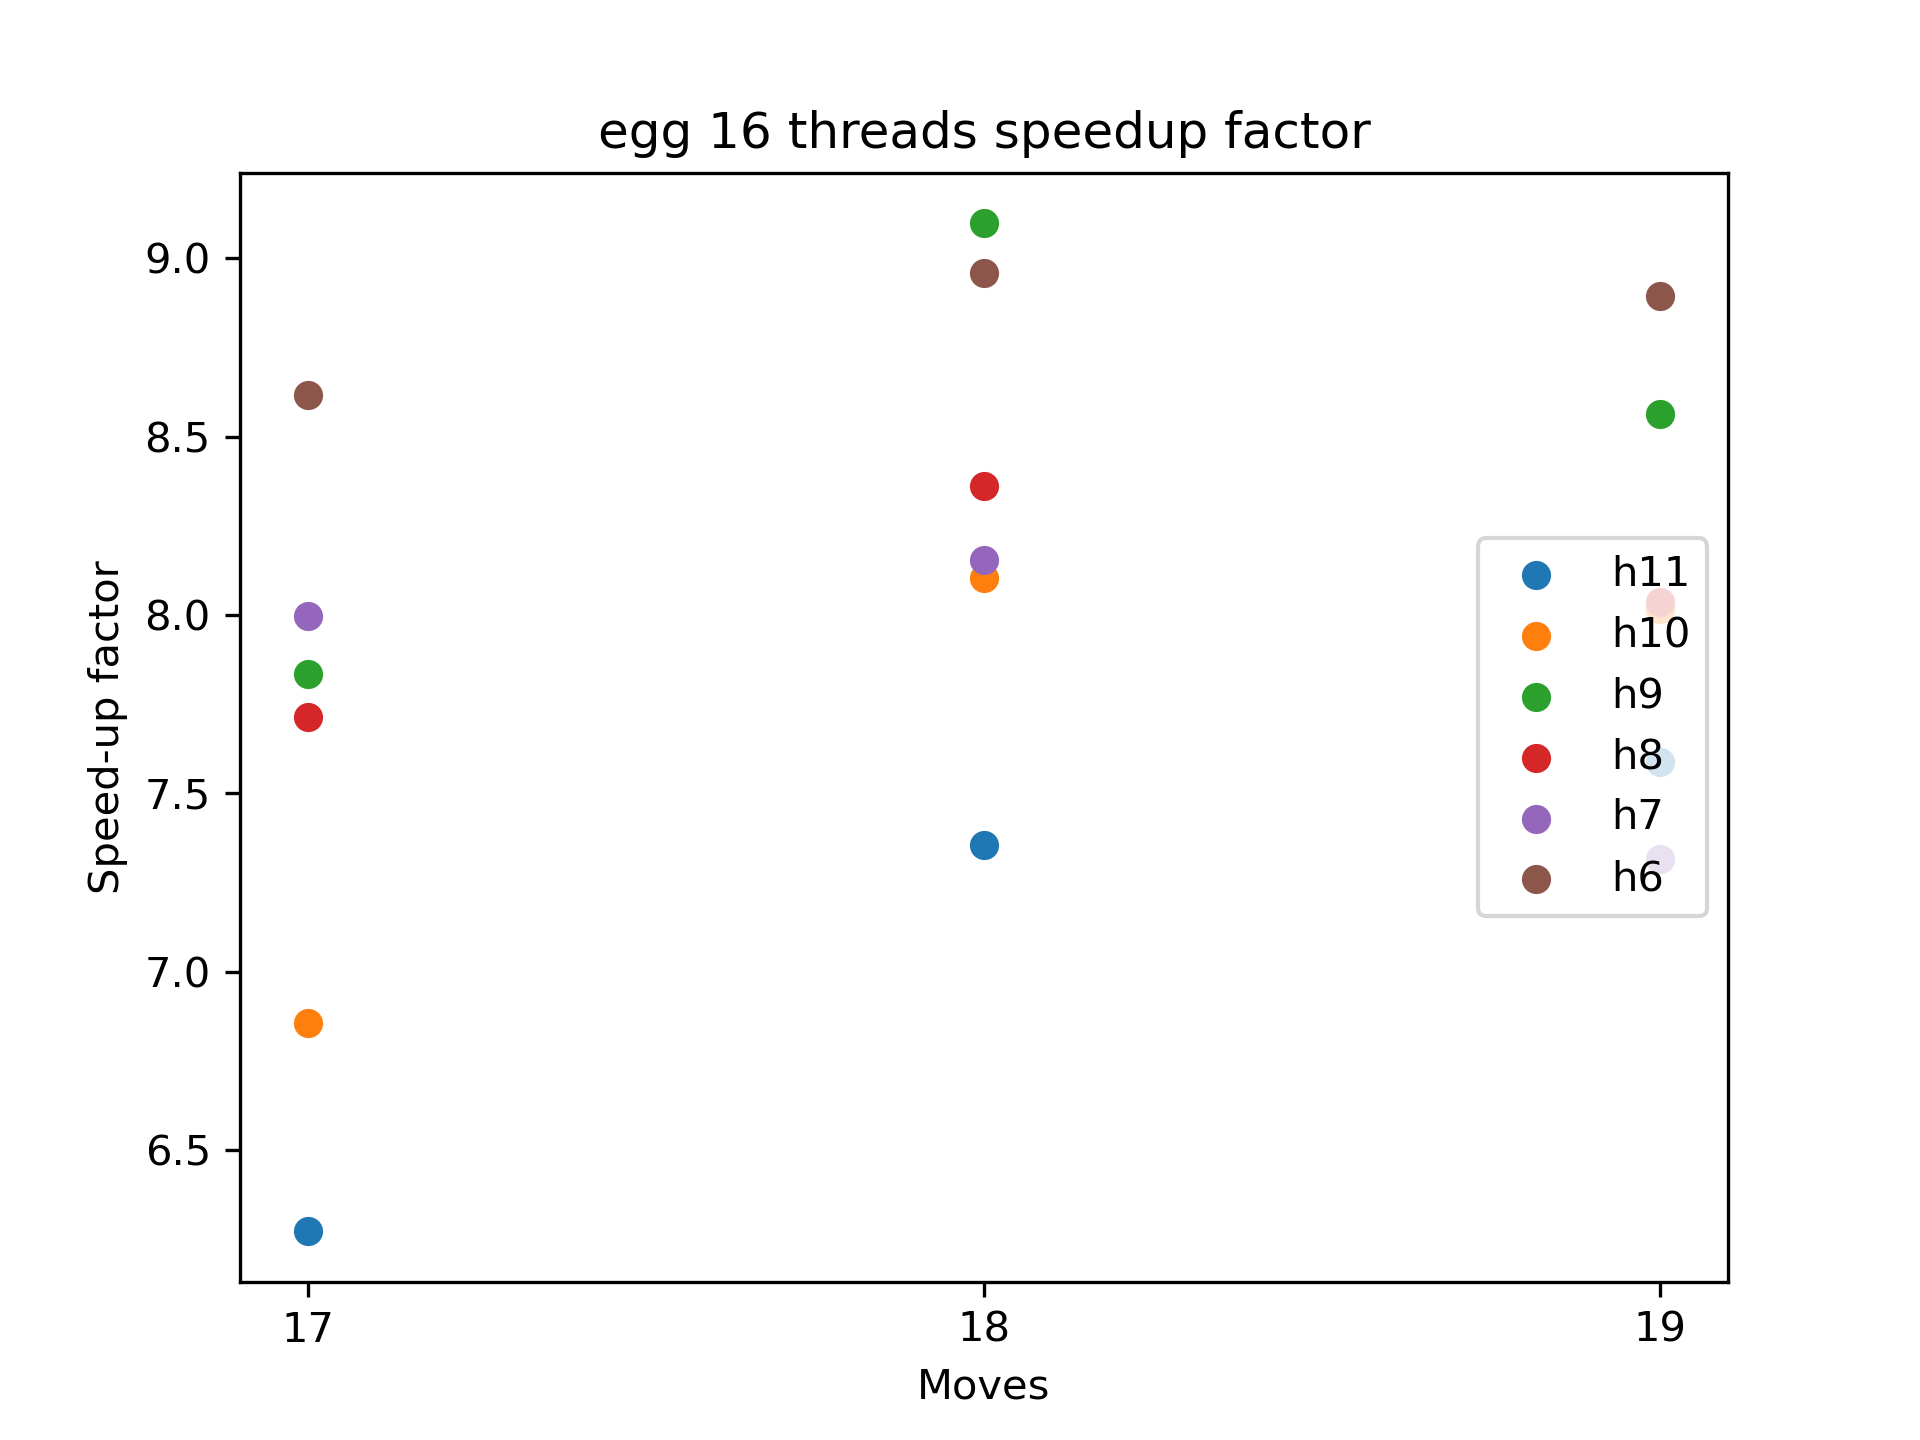 egg 16 threads speedup factor
Speed-up factor
9.0
8.5
8.0
7.5
7.0
6.5
h11
h10
h9
h8
h7
h6
17
18
19
Moves